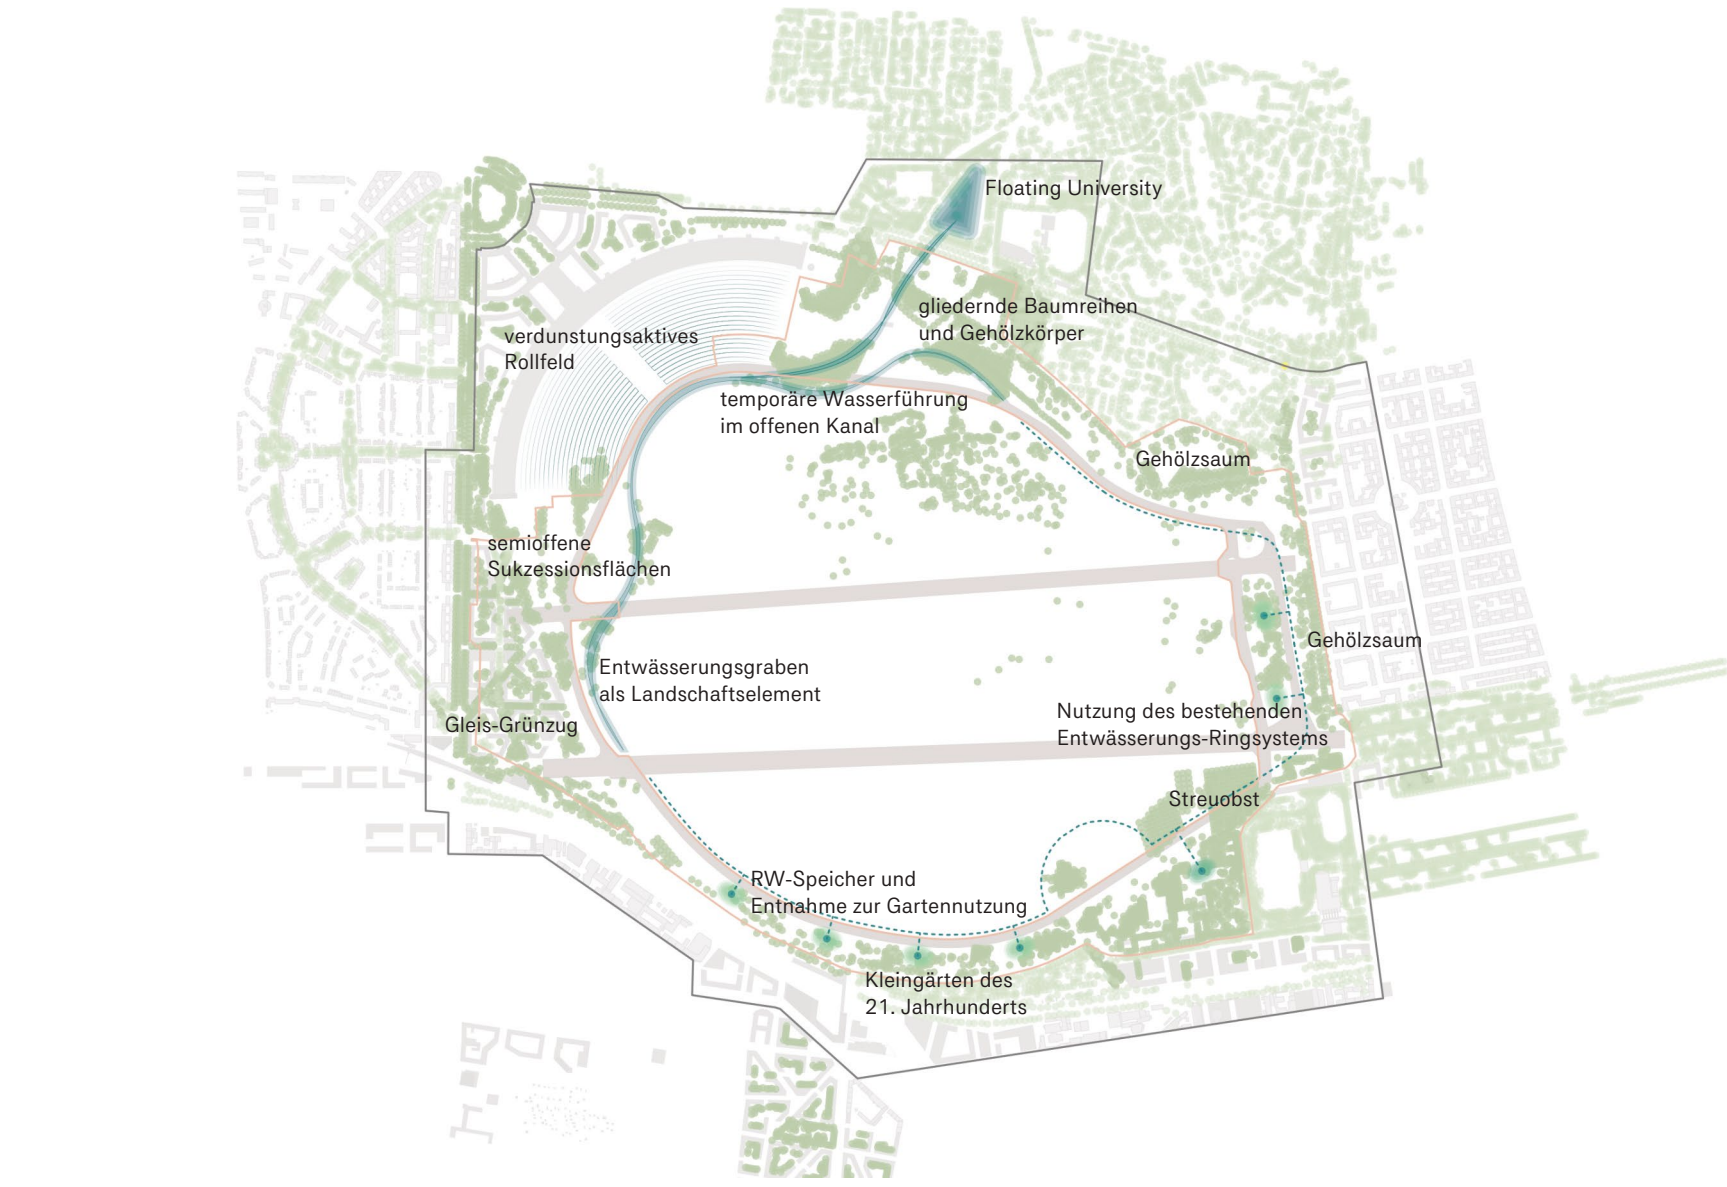 Floating University
gliedernde Baumreihen
und Gehölzkörper
verdunstungsaktives
Rollfeld
temporäre Wasserführung
im offenen Kanal
Gehölzsaum
semioffene
Sukzessionsflächen
Gehölzsaum
Entwässerungsgraben
als Landschaftselement
Gleis-Grünzug
Nutzung des bestehenden
Entwässerungs-Ringsystems
Streuobst
RW-Speicher und
Entnahme zur Gartennutzung
Kleingärten des
21. Jahrhunderts